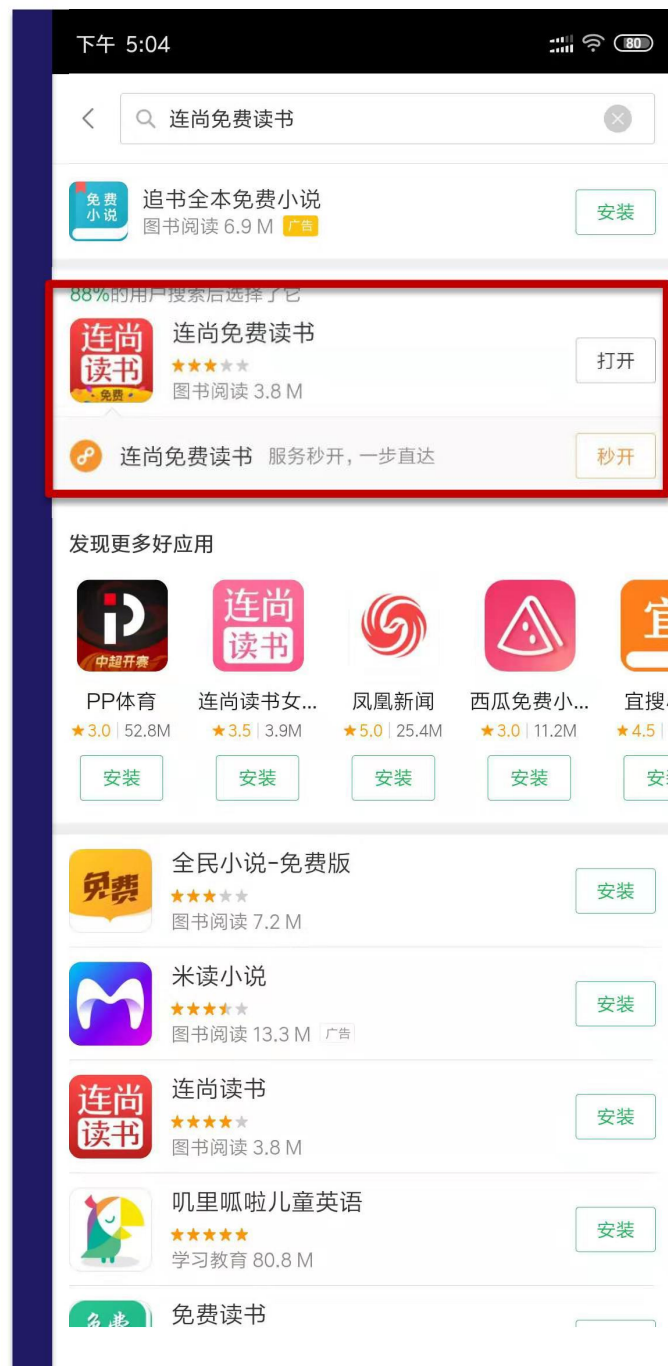 下午 5:04
80
连尚免费读书
免费
小说
追书全本免费小说
图书阅读 6.9 M 广告
安装
88%的用户搜索后选择了它
连尚
读书
免费
连尚免费读书
图书阅读 3.8 M
打开
连尚免费读书 服务秒开，一步直达
秒开
发现更多好应用
中超开赛
连尚
读书
宜
PP体育 连尚读书女... 凤凰新闻 西瓜免费小... 宜搜
★3.0 52.8M ★3.5 3.9M ★5.0 25.4M ★3.0 11.2M ★4.5
安装 安装 安装 安装 安
免费
全民小说-免费版
图书阅读 7.2 M
安装
米读小说
图书阅读 13.3 M 广告
安装
连尚
读书
连尚读书
图书阅读 3.8 M
安装
叽里呱啦儿童英语
学习教育 80.8 M
安装
免费
免费读书